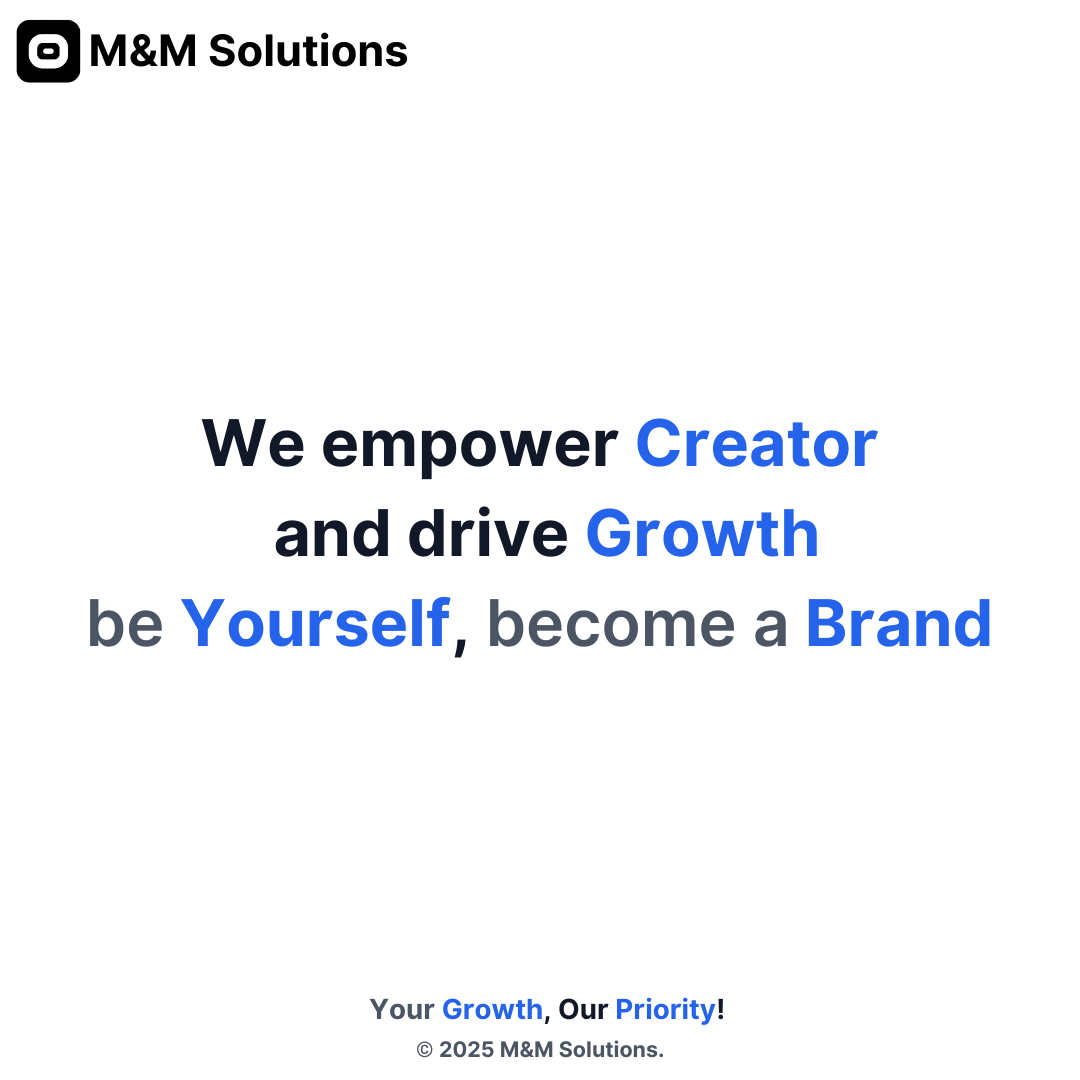 M&M Solutions
We empower Creator
and drive Growth
be Yourself, become a Brand
Your Growth, Our Priority!
© 2025 M&M Solutions.